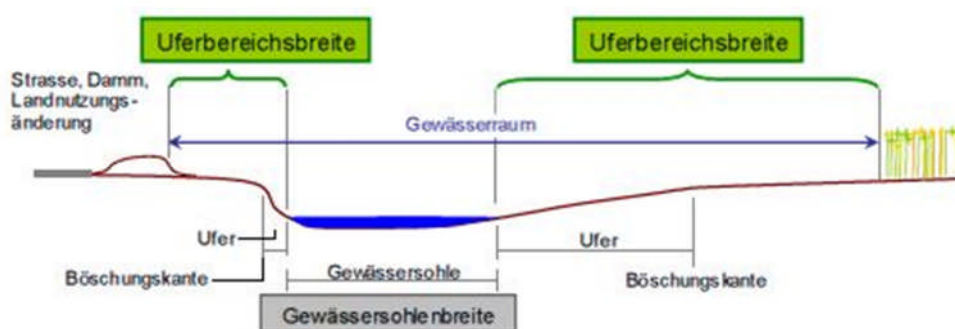 Uferbereichsbreite
Uferbereichsbreite
Strasse, Damm,
Landnutzungs-
änderung
Gewässerraum
Ufer
Ufer
Böschungskante
Gewässersohle
Böschungskante
Gewässersohlenbreite